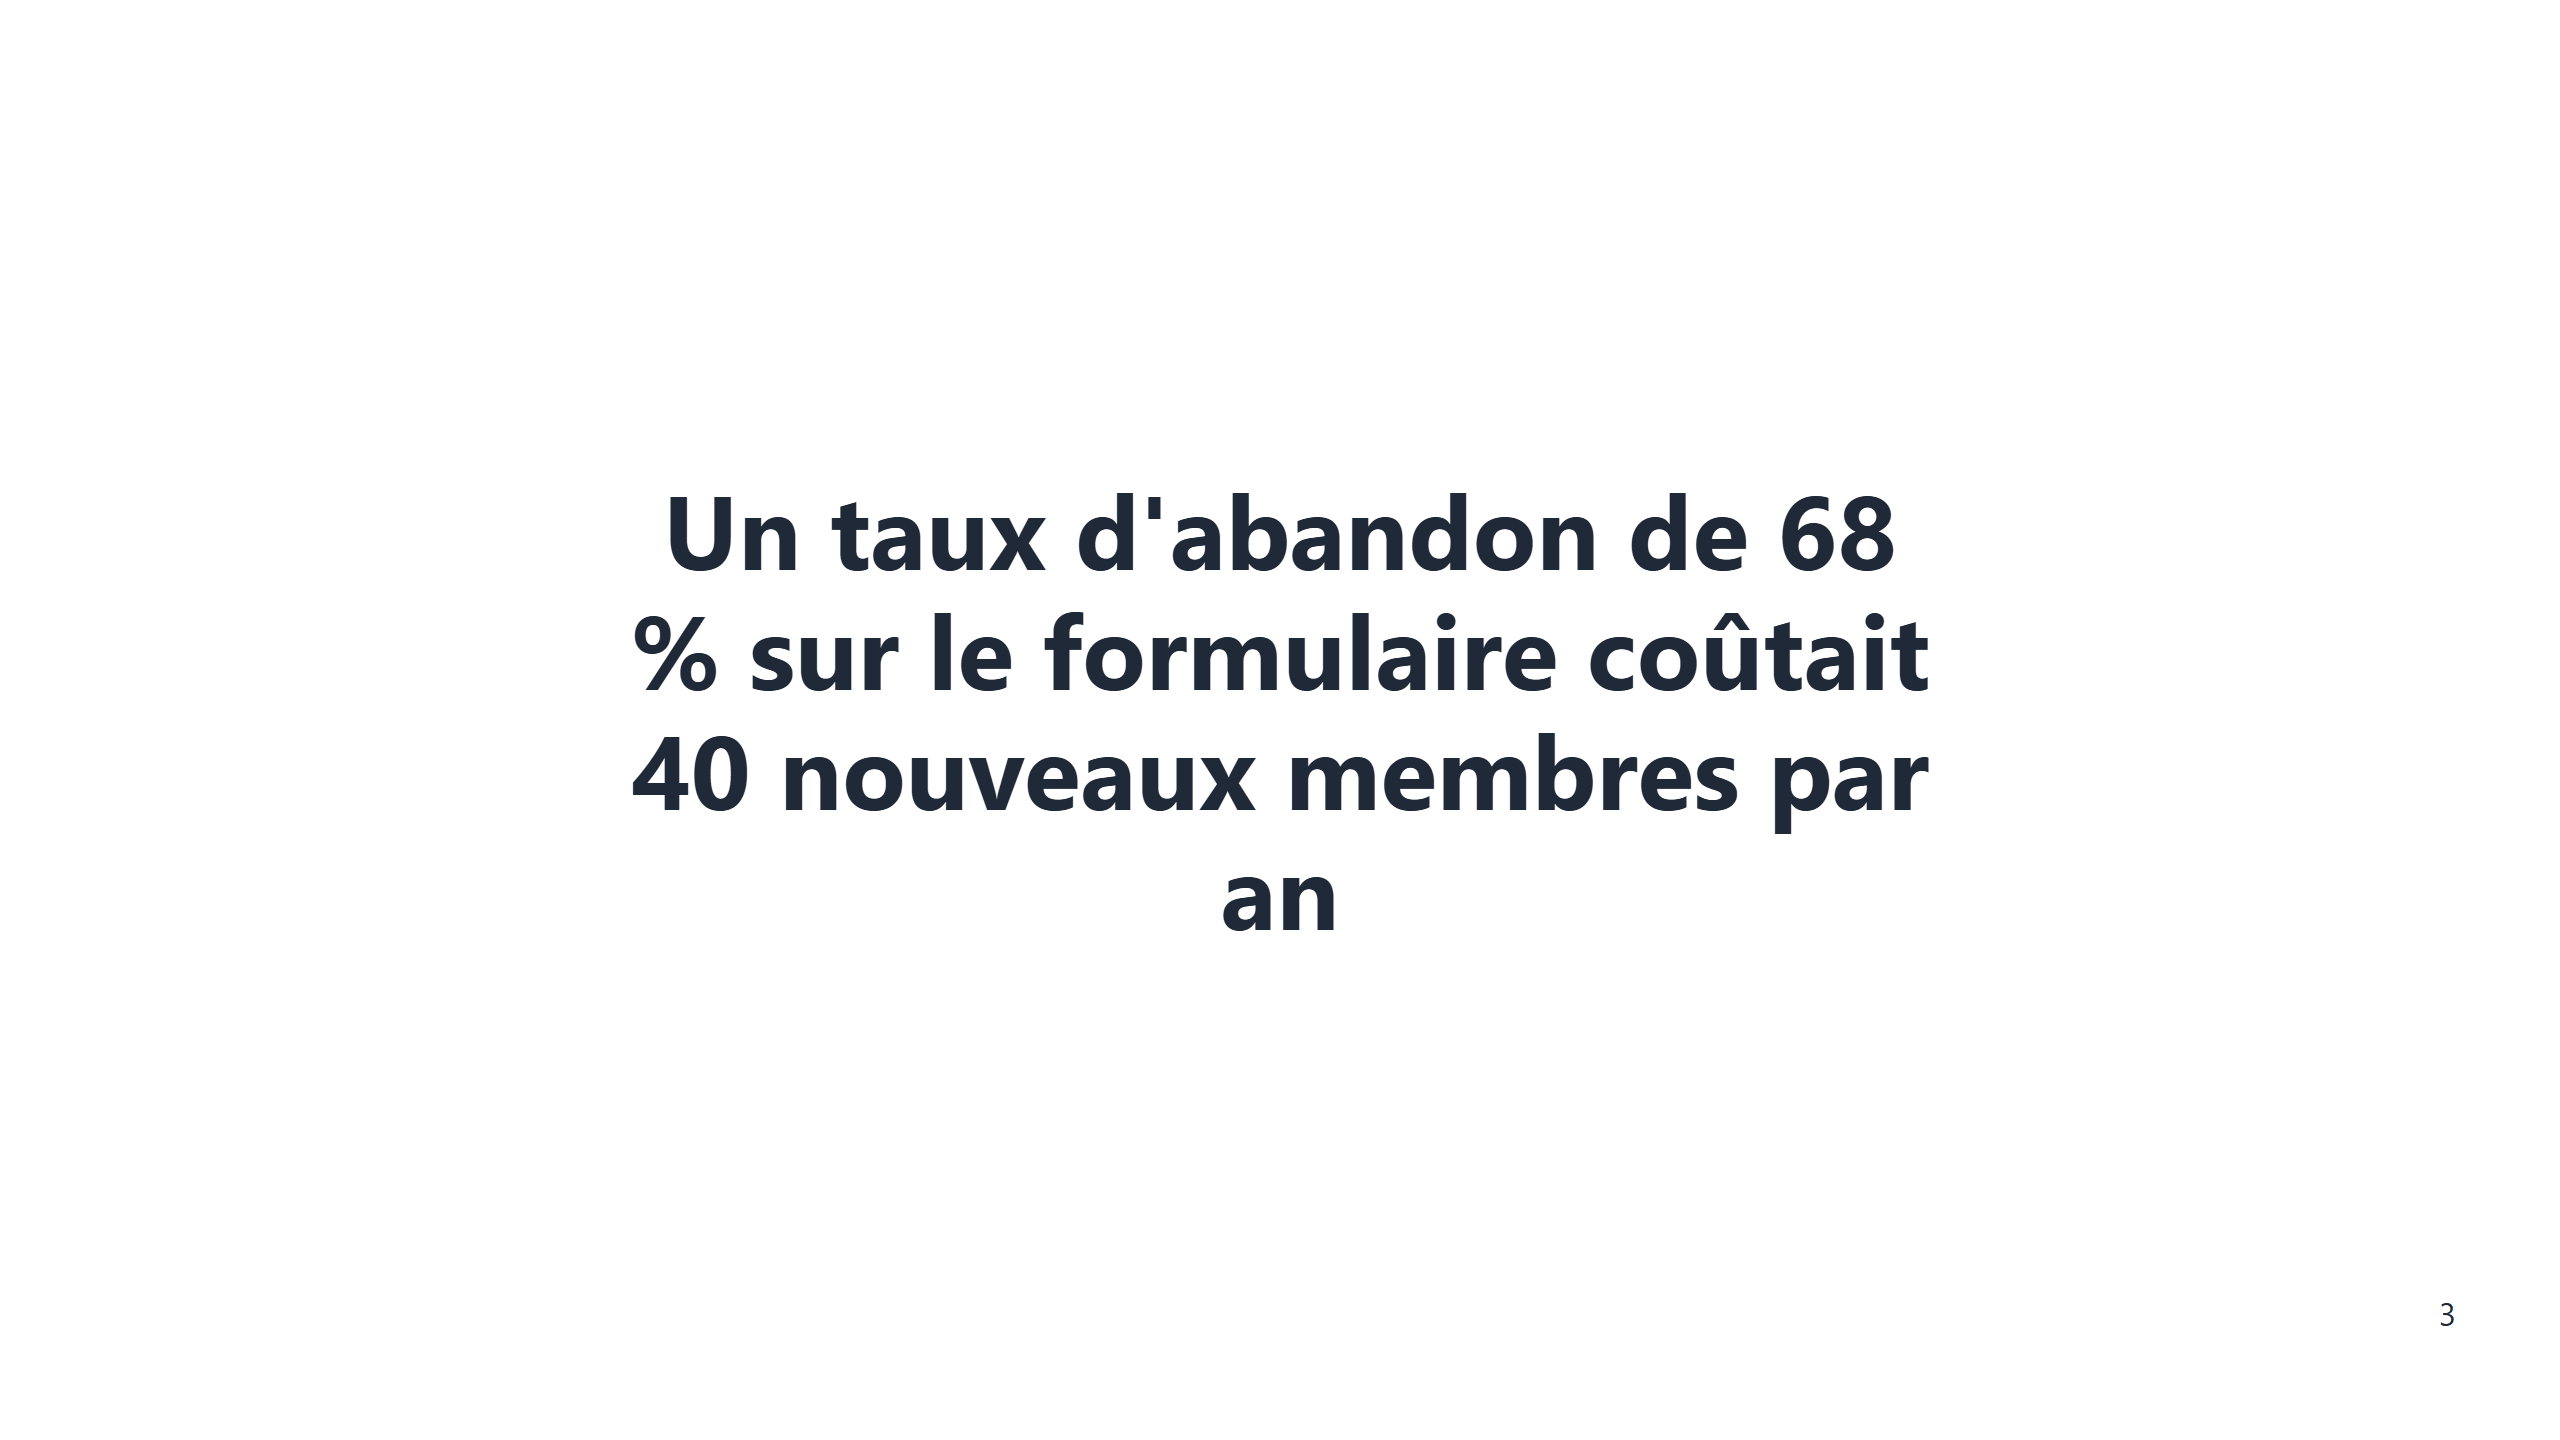 Un taux d'abandon de 68
% sur le formulaire coûtait
40 nouveaux membres par
an
3